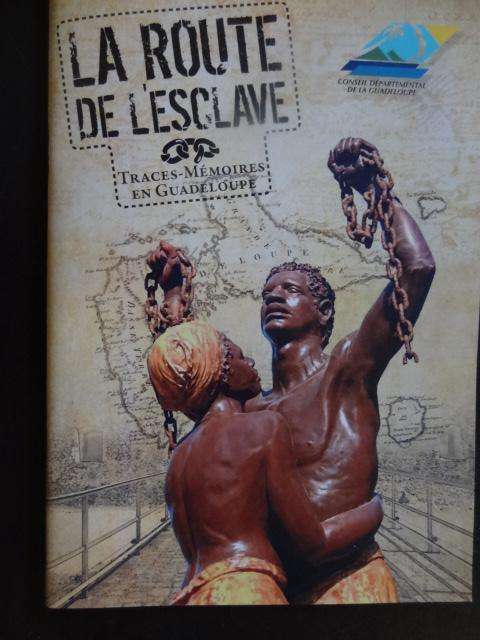 LA ROUTE
DE L'ESCLAVE
TRACES-MÉMOIRES
EN GUADELOUPE
CONSEIL DÉPARTEMENTAL
DE LA GUADELOUPE